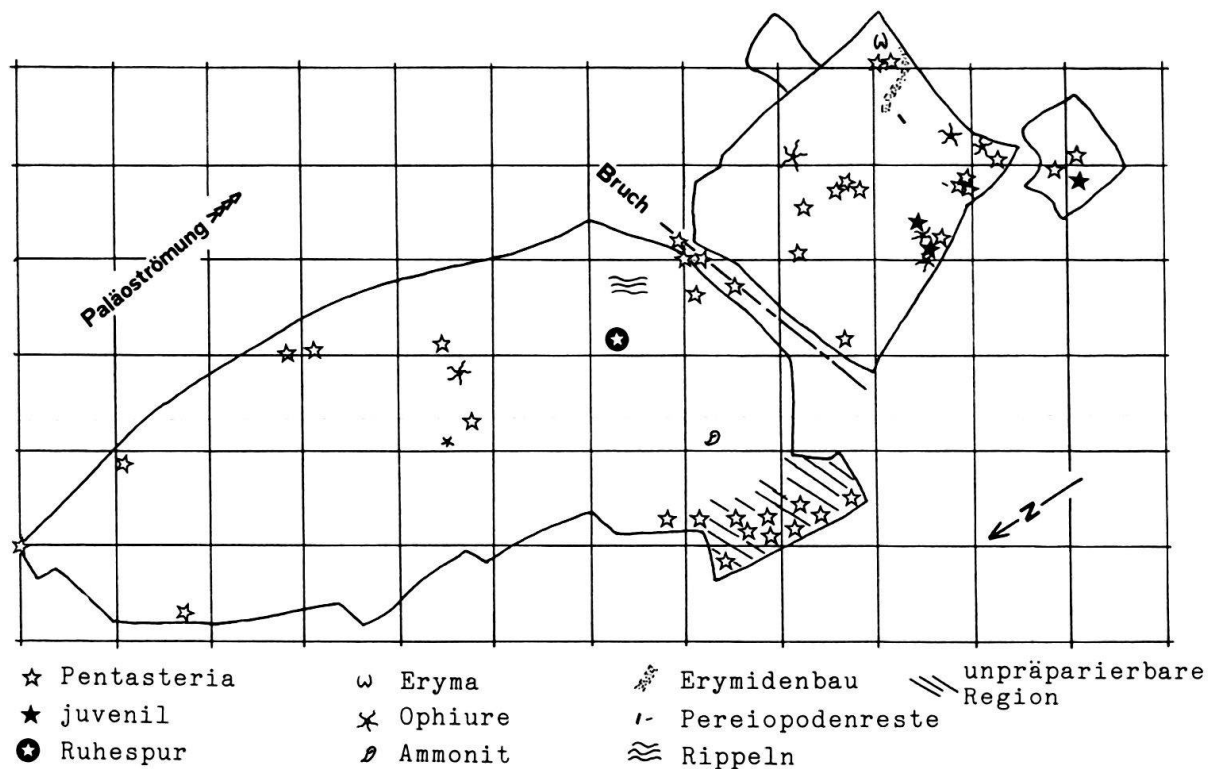 Bruch
Paläoströmung
N
Pentasteria
juvenil
Ruhespur
Eryma
Ophiure
Ammonit
Erymidenbau
Pereiopodenreste
Rippeln
unpräparierbare
Region